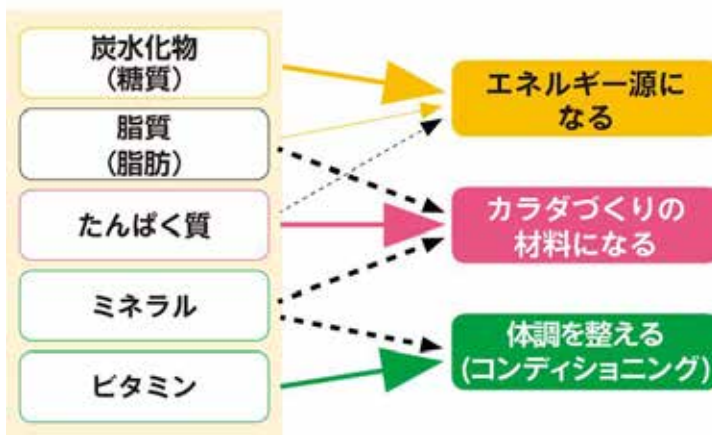 炭水化物
(糖質)
脂質
(脂肪)
たんぱく質
ミネラル
ビタミン
エネルギー源に
なる
カラダづくりの
材料になる
体調を整える
(コンディショニング)